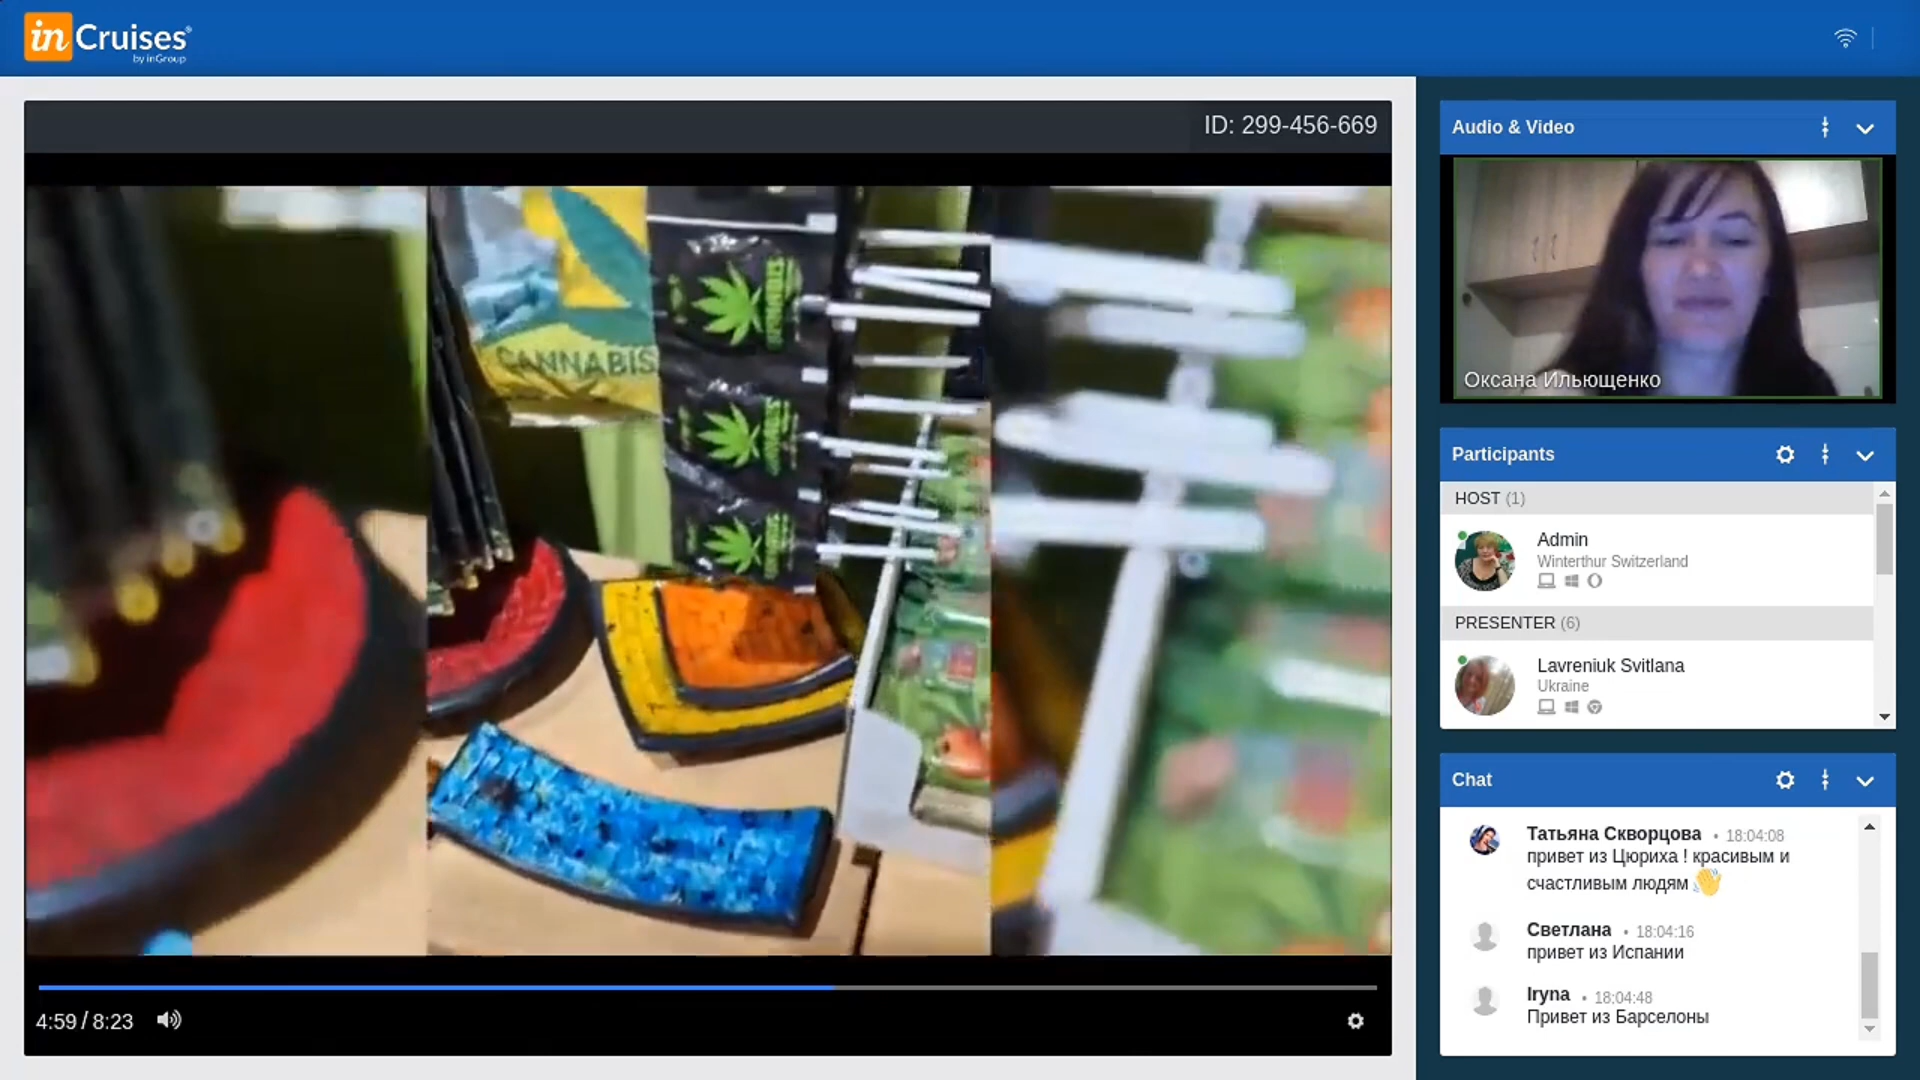 in Cruises®
by inGroup
ID: 299-456-669
CANNABIS
4:59 / 8:23
Audio & Video
Оксана Ильющенко
Participants
HOST (1)
Admin
Winterthur Switzerland
PRESENTER (6)
Lavreniuk Svitlana
Ukraine
Chat
Татьяна Скворцова • 18:04:08
привет из Цюриха ! красивым и
счастливым людям 👋
Светлана • 18:04:16
привет из Испании
Iryna • 18:04:48
Привет из Барселоны